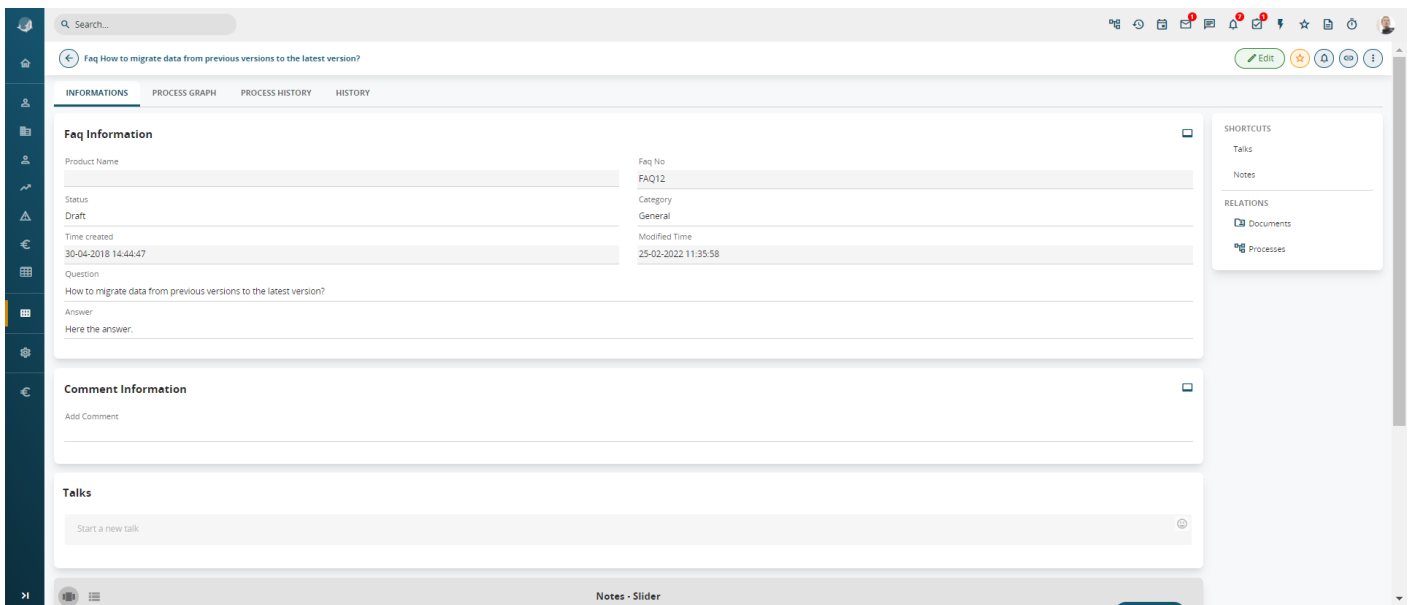 Search...
1
7
1
Faq How to migrate data from previous versions to the latest version?
Edit
INFORMATIONS PROCESS GRAPH PROCESS HISTORY HISTORY
Faq Information
Product Name
Faq No
FAQ12
Status
Draft
Category
General
Time created
30-04-2018 14:44:47
Modified Time
25-02-2022 11:35:58
Question
How to migrate data from previous versions to the latest version?
Answer
Here the answer.
Comment Information
Add Comment
Talks
Start a new talk
Notes - Slider
SHORTCUTS
Talks
Notes
RELATIONS
Documents
Processes